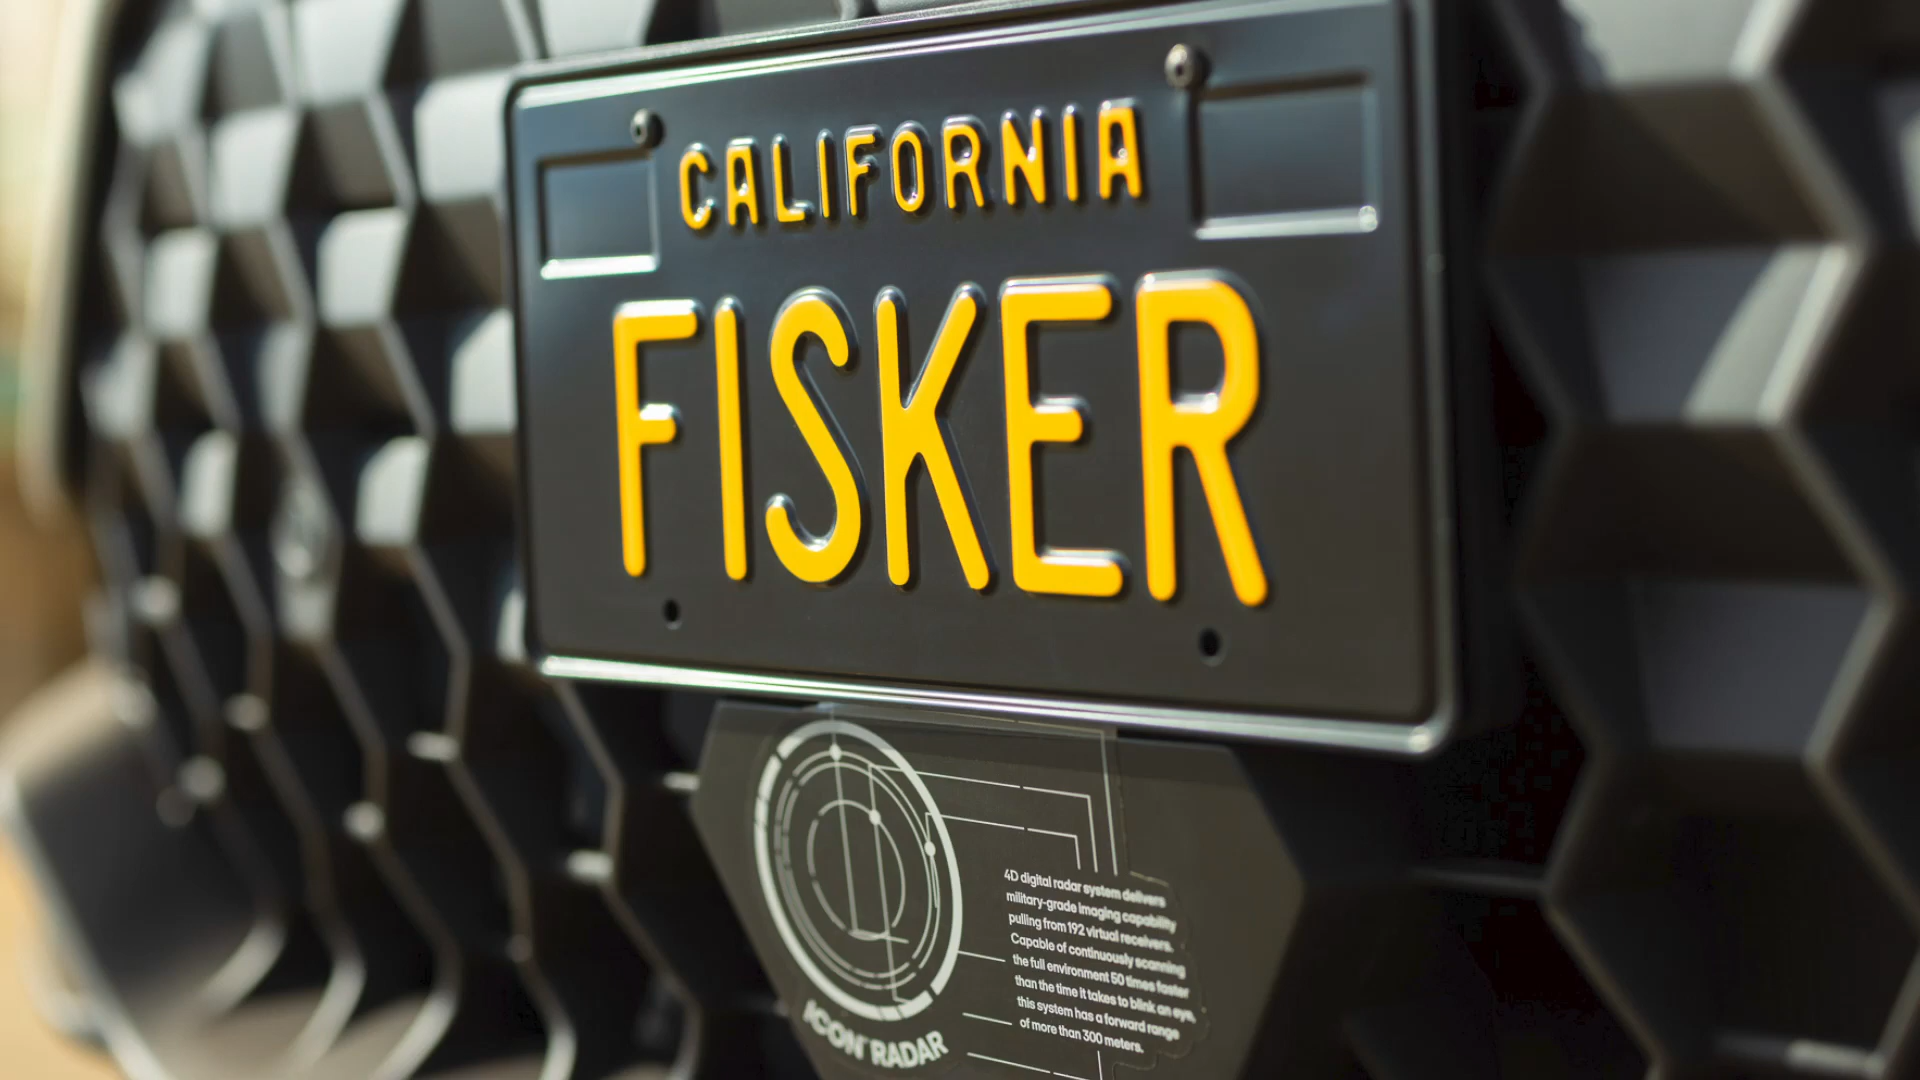 CALIFORNIA
FISKER
4D digital radar system delivers
military-grade imaging capability
pulling from 192 virtual receivers.
Capable of continuously scanning
the full environment 50 times faster
than the time it takes to blink an eye,
this system has a forward range
of more than 300 meters.
ICON™ RADAR